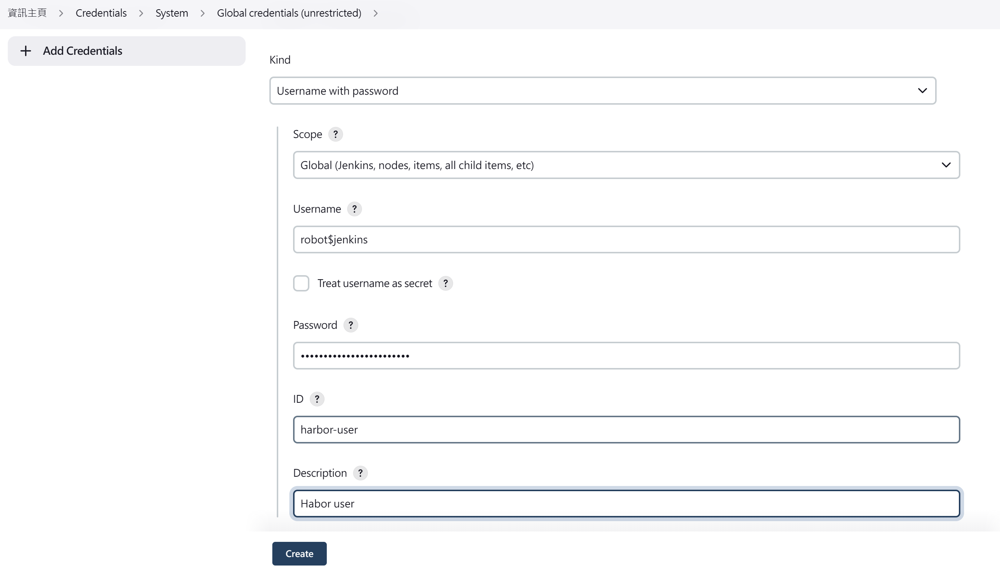 資訊主頁 > Credentials > System > Global credentials (unrestricted) >
+ Add Credentials
Kind
Username with password
Scope ?
Global (Jenkins, nodes, items, all child items, etc)
Username ?
robot$jenkins
Treat username as secret ?
Password ?
••••••••••••••••••••••••
ID ?
harbor-user
Description ?
Habor user
Create